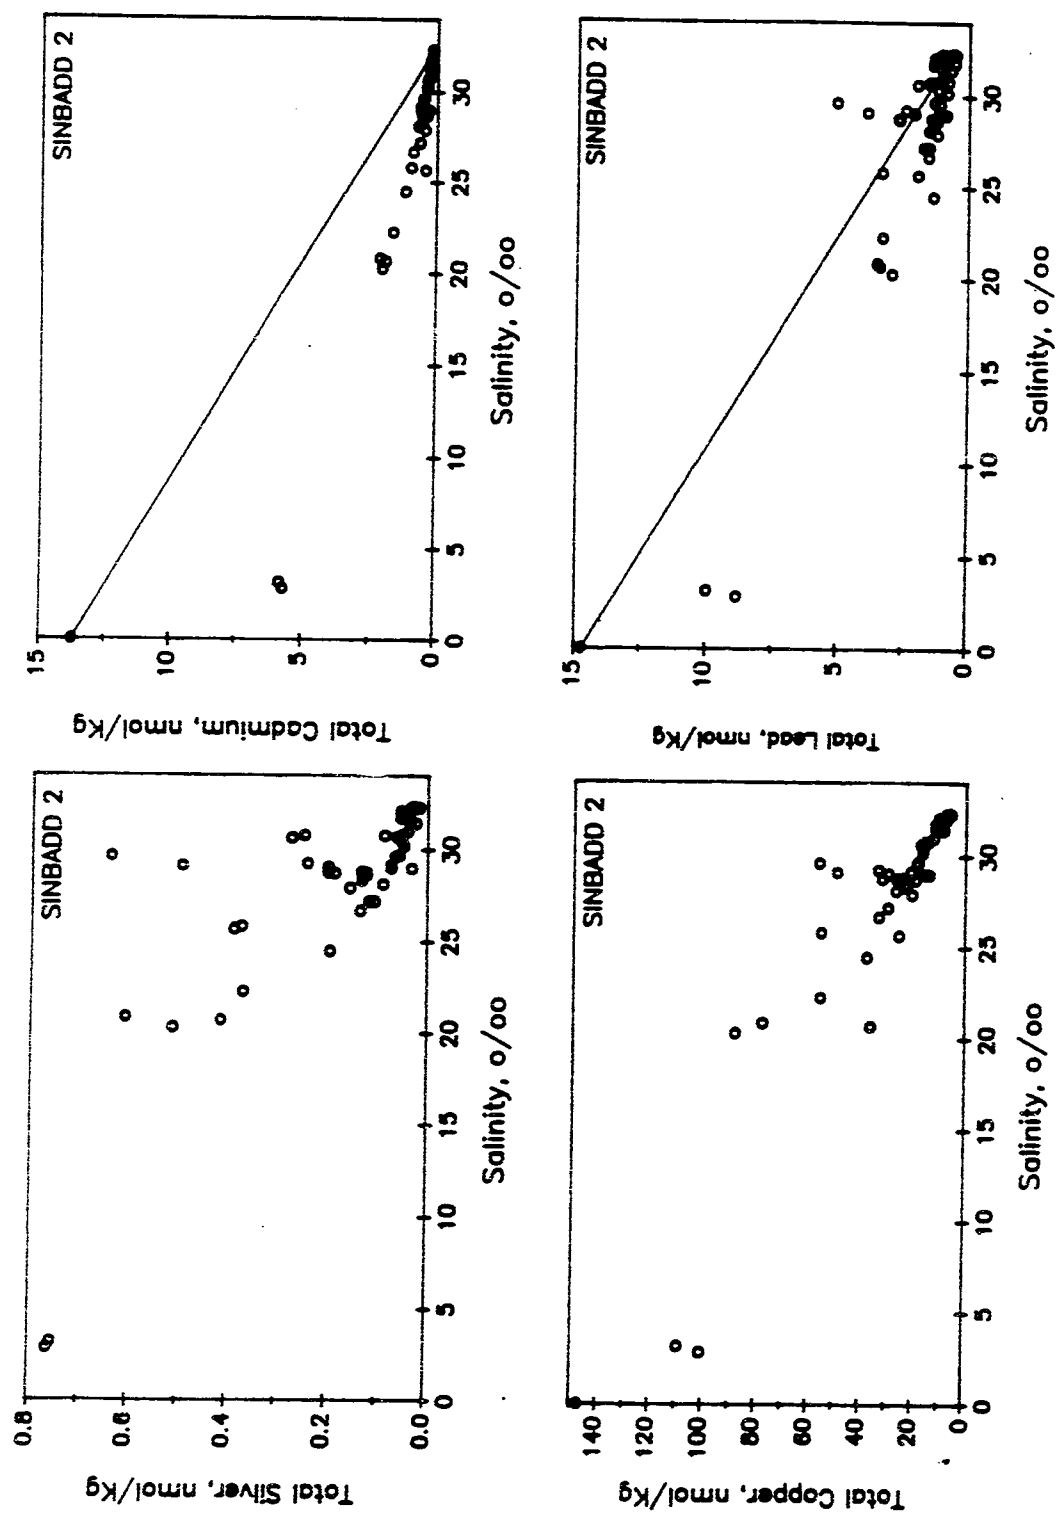 SINBADD 2
Total Silver, nmol/Kg
0.8
0.6
0.4
0.2
0.0
0 5 10 15 20 25 30
Salinity, o/oo
SINBADD 2
Total Cadmium, nmol/Kg
15
10
5
0
0 5 10 15 20 25 30
Salinity, o/oo
SINBADD 2
Total Copper, nmol/Kg
140
120
100
80
60
40
20
0
0 5 10 15 20 25 30
Salinity, o/oo
SINBADD 2
Total Lead, nmol/Kg
15
10
5
0
0 5 10 15 20 25 30
Salinity, o/oo